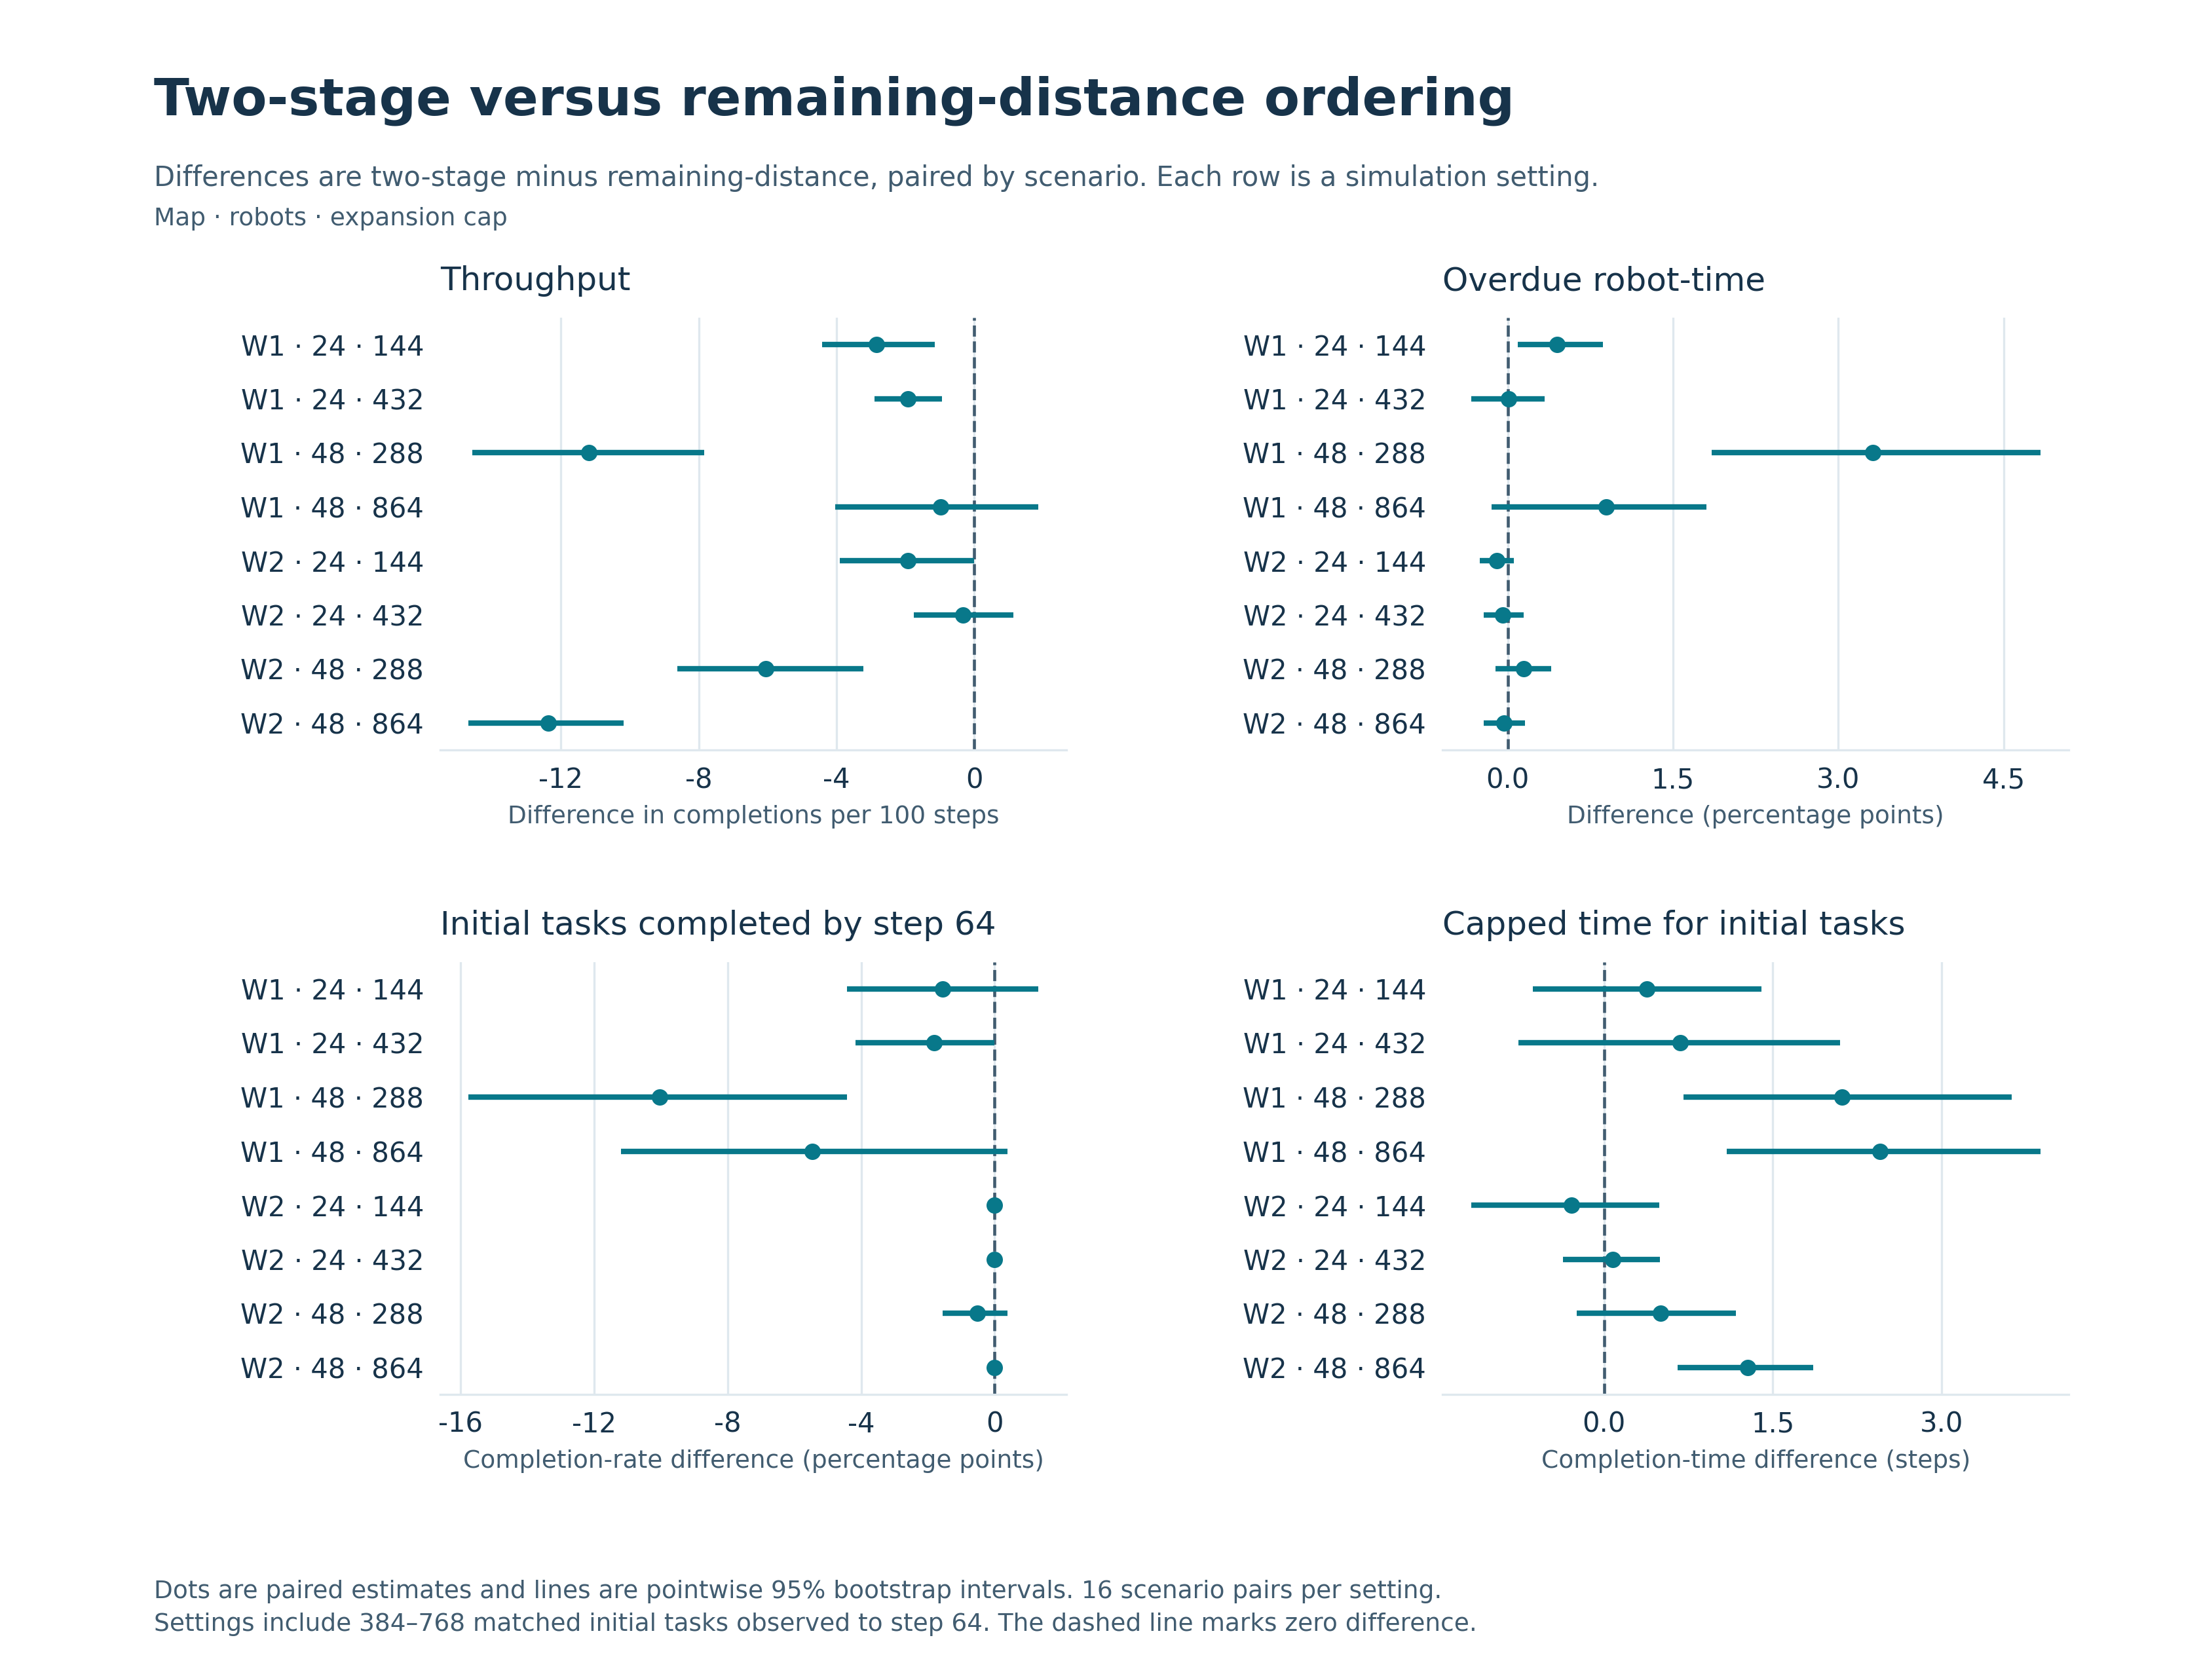 Two-stage versus remaining-distance ordering
Differences are two-stage minus remaining-distance, paired by scenario. Each row is a simulation setting.
Map · robots · expansion cap
Throughput
W1 · 24 · 144
W1 · 24 · 432
W1 · 48 · 288
W1 · 48 · 864
W2 · 24 · 144
W2 · 24 · 432
W2 · 48 · 288
W2 · 48 · 864
-12 -8 -4 0
Difference in completions per 100 steps
Overdue robot-time
W1 · 24 · 144
W1 · 24 · 432
W1 · 48 · 288
W1 · 48 · 864
W2 · 24 · 144
W2 · 24 · 432
W2 · 48 · 288
W2 · 48 · 864
0.0 1.5 3.0 4.5
Difference (percentage points)
Initial tasks completed by step 64
W1 · 24 · 144
W1 · 24 · 432
W1 · 48 · 288
W1 · 48 · 864
W2 · 24 · 144
W2 · 24 · 432
W2 · 48 · 288
W2 · 48 · 864
-16 -12 -8 -4 0
Completion-rate difference (percentage points)
Capped time for initial tasks
W1 · 24 · 144
W1 · 24 · 432
W1 · 48 · 288
W1 · 48 · 864
W2 · 24 · 144
W2 · 24 · 432
W2 · 48 · 288
W2 · 48 · 864
0.0 1.5 3.0
Completion-time difference (steps)
Dots are paired estimates and lines are pointwise 95% bootstrap intervals. 16 scenario pairs per setting.
Settings include 384–768 matched initial tasks observed to step 64. The dashed line marks zero difference.